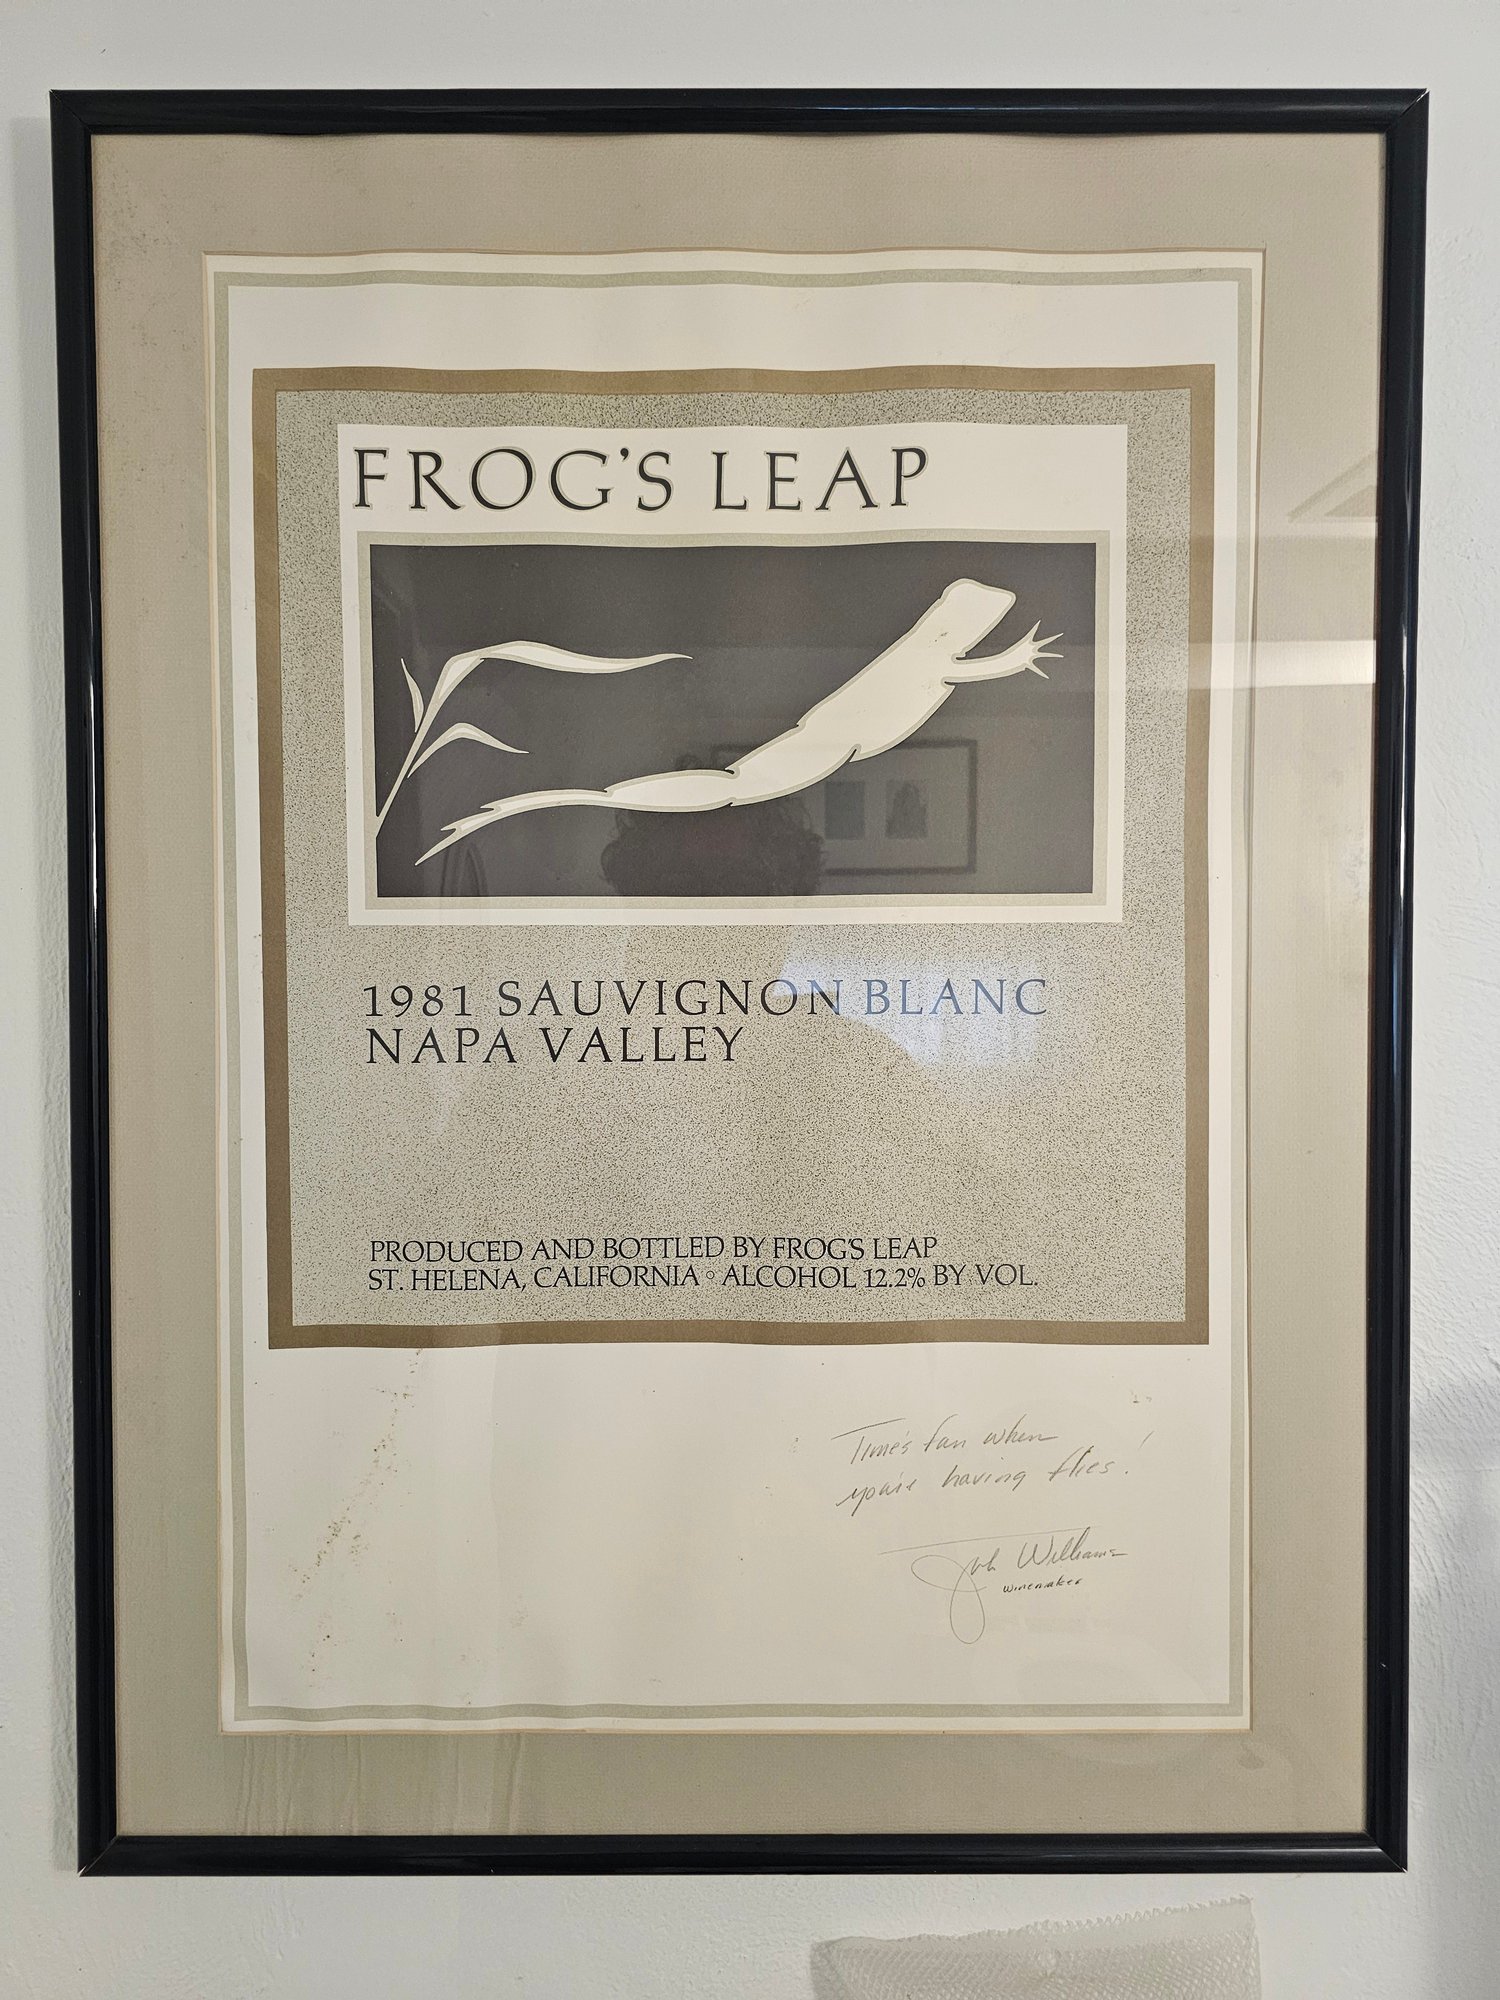 FROG'S LEAP
1981 SAUVIGNON BLANC
NAPA VALLEY
PRODUCED AND BOTTLED BY FROG'S LEAP
ST. HELENA, CALIFORNIA ◦ ALCOHOL 12.2% BY VOL.
Time's fun when
you're having flies!
John Williams
winemaker